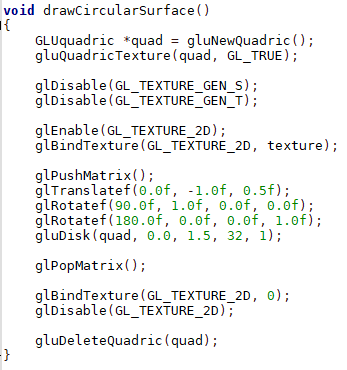 void drawCircularSurface()
{
    GLUquadric *quad = gluNewQuadric();
    gluQuadricTexture(quad, GL_TRUE);
    glDisable(GL_TEXTURE_GEN_S);
    glDisable(GL_TEXTURE_GEN_T);
    glEnable(GL_TEXTURE_2D);
    glBindTexture(GL_TEXTURE_2D, texture);
    glPushMatrix();
    glTranslatef(0.0f, -1.0f, 0.5f);
    glRotatef(90.0f, 1.0f, 0.0f, 0.0f);
    glRotatef(180.0f, 0.0f, 0.0f, 1.0f);
    gluDisk(quad, 0.0, 1.5, 32, 1);
    glPopMatrix();
    glBindTexture(GL_TEXTURE_2D, 0);
    glDisable(GL_TEXTURE_2D);
    gluDeleteQuadric(quad);
}